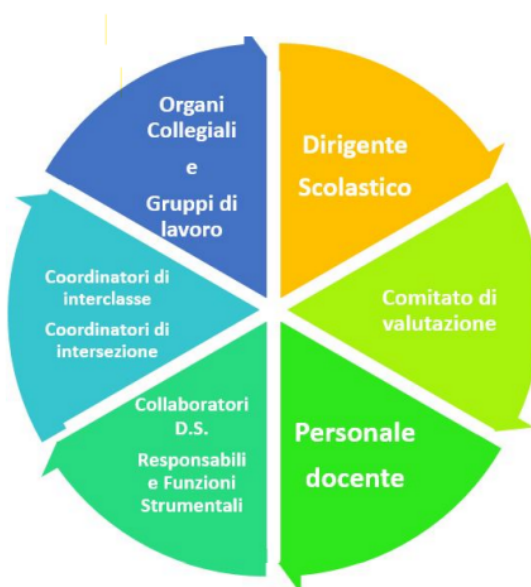 Organi
Collegiali
e
Gruppi di
lavoro
Dirigente
Scolastico
Comitato di
valutazione
Personale
docente
Collaboratori
D.S.
Responsabili
e Funzioni
Strumentali
Coordinatori di
interclasse
Coordinatori di
intersezione